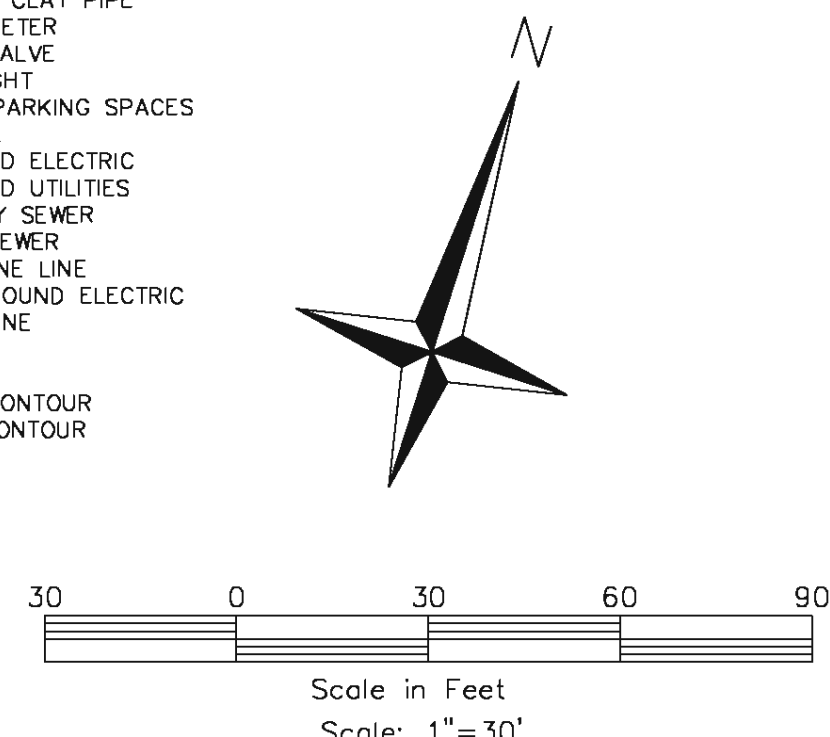 CLAY PIPE
ETER
ALVE
GHT
PARKING SPACES
D ELECTRIC
D UTILITIES
Y SEWER
EWER
NE LINE
OUND ELECTRIC
NE
ONTOUR
ONTOUR
N
30 0 30 60 90
Scale in Feet
Scale: 1"=30'